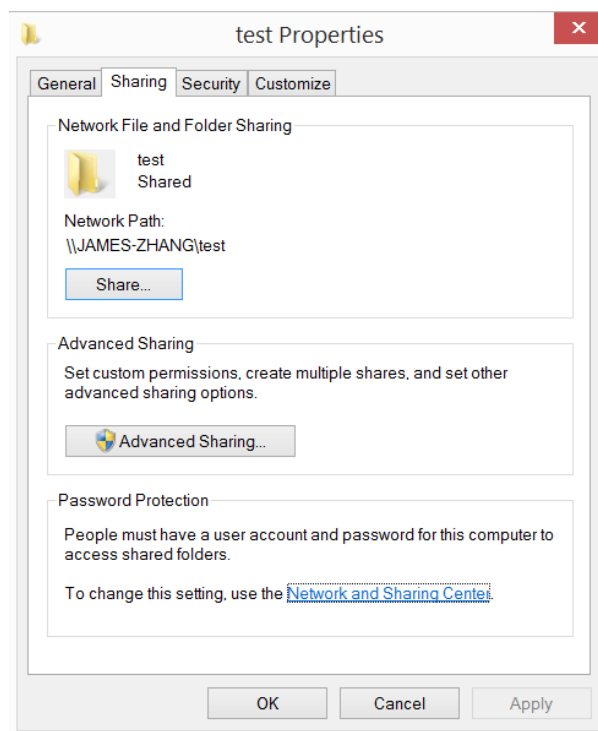 test Properties
General Sharing Security Customize
Network File and Folder Sharing
test
Shared
Network Path:
\\JAMES-ZHANG\test
Share...
Advanced Sharing
Set custom permissions, create multiple shares, and set other
advanced sharing options.
Advanced Sharing...
Password Protection
People must have a user account and password for this computer to
access shared folders.
To change this setting, use the Network and Sharing Center.
OK Cancel Apply